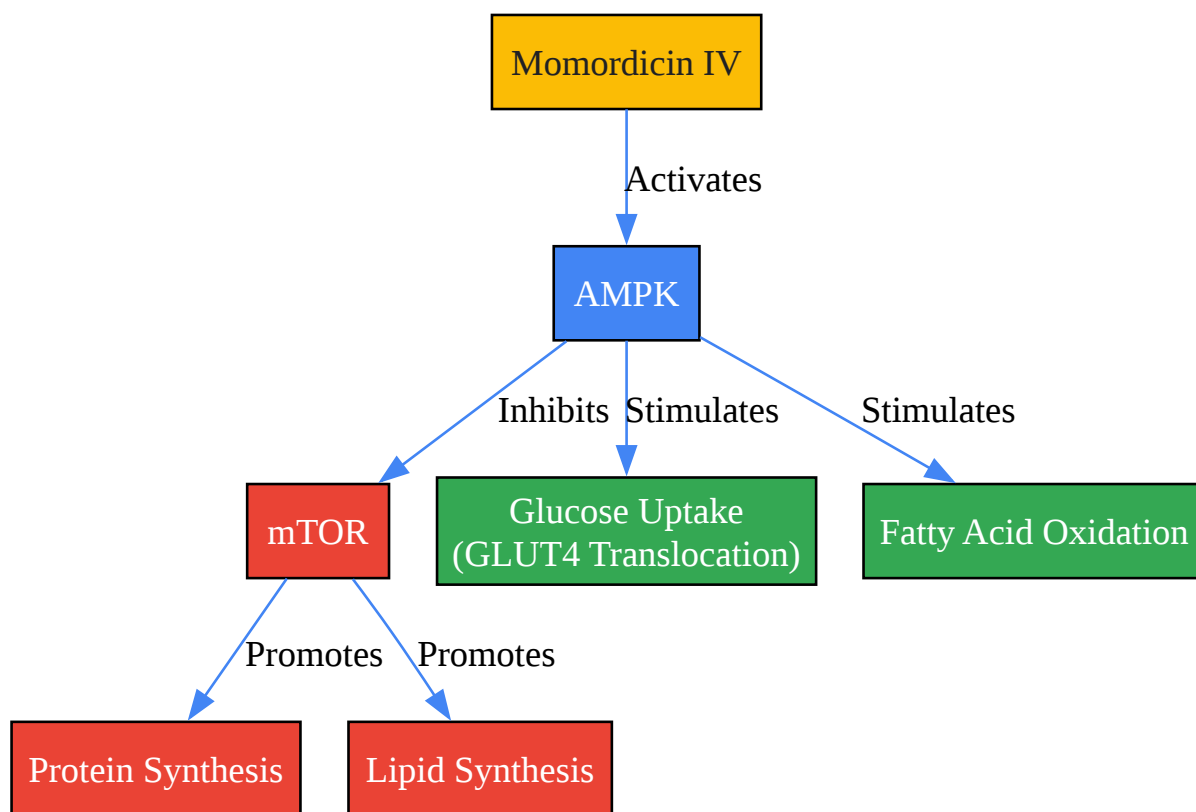 Momordicin IV
Activates
AMPK
Inhibits
Stimulates
Stimulates
mTOR
Glucose Uptake
(GLUT4 Translocation)
Fatty Acid Oxidation
Promotes
Promotes
Protein Synthesis
Lipid Synthesis